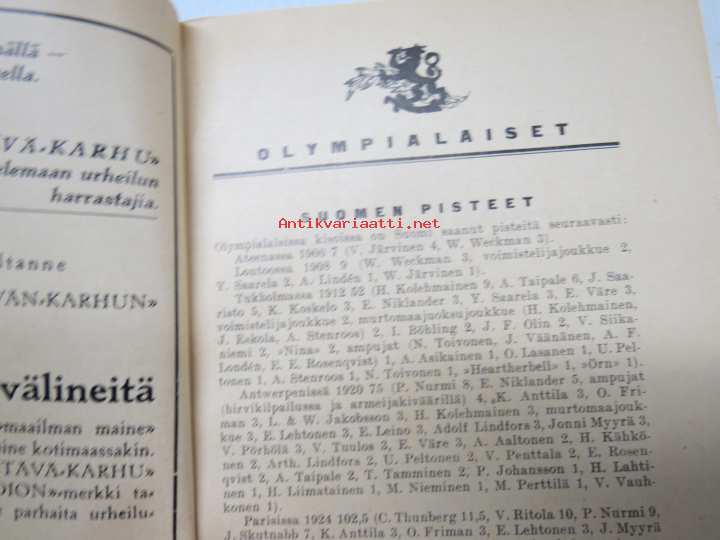 ällä —
ella.
VÄ-KARHU»
elemaan urheilun
harrastajia.
ltanne
VÄN-KARHUN»
välineitä
»maailman maine»
ine kotimaassakin.
TAVÄ-KARHU
DION»-merkki ta-
parhaita urheilu-
OLYMPIALAISET
SUOMEN PISTEET
Antikvariaatti.net
Olympialaisissa kisoissa on Suomi saanut pisteitä seuraavasti:
Ateenassa 1906 7 (V. Järvinen 4, W. Weckman 3).
Lontoossa 1908 9 (W. Weckman 3, voimistelijajoukkue 2,
Y. Saarela 2, A. Lindén 1, W. Järvinen 1).
Tukholmassa 1912 52 (H. Kolehmainen 9, A. Taipale 6, J. Saa-
risto 5, K. Koskelo 3, E. Niklander 3, Y. Saarela 3, E. Väre 3,
voimistelijajoukkue 2, murtomaajuoksujoukkue (H. Kolehmainen,
J. Eskola, A. Stenroos) 2, I. Böhling 2, J. F. Olin 2, V. Siika-
niemi 2, »Nina» 2, ampujat (N. Toivonen, J. Väänänen, A. F.
Londén, E. E. Rosenqvist) 1, A. Asikainen 1, O. Lasanen 1, U. Pel-
tonen 1, A. Stenroos 1, N. Toivonen 1, »Heartherbell» 1, »Örn» 1).
Antwerpenissä 1920 75 (P. Nurmi 8, E. Niklander 5, ampujat
(hirvikilpailussa ja armeijakiväärillä) 4, K. Anttila 3, O. Fri-
man 3, L. & W. Jakobsson 3, H. Kolehmainen 3, murtomaajouk-
kue 3, E. Lehtonen 3, E. Leino 3, Adolf Lindfors 3, Jonni Myyrä 3,
V. Pörhölä 3, V. Tuulos 3, E. Väre 3, A. Aaltonen 2, H. Kähkö-
nen 2, Arth. Lindfors 2, U. Peltonen 2, V. Penttala 2, E. Rosen-
qvist 2, A. Taipale 2, T. Tamminen 2, P. Johansson 1, H. Lahti-
nen 1, H. Liimatainen 1, M. Nieminen 1, M. Perttilä 1, V. Vauh-
konen 1).
Parisissa 1924 102,5 (C. Thunberg 11,5, V. Ritola 10, P. Nurmi 9,
J. Skutnabb 7, K. Anttila 3, O. Friman 3, E. Lehtonen 3, J. Myyrä